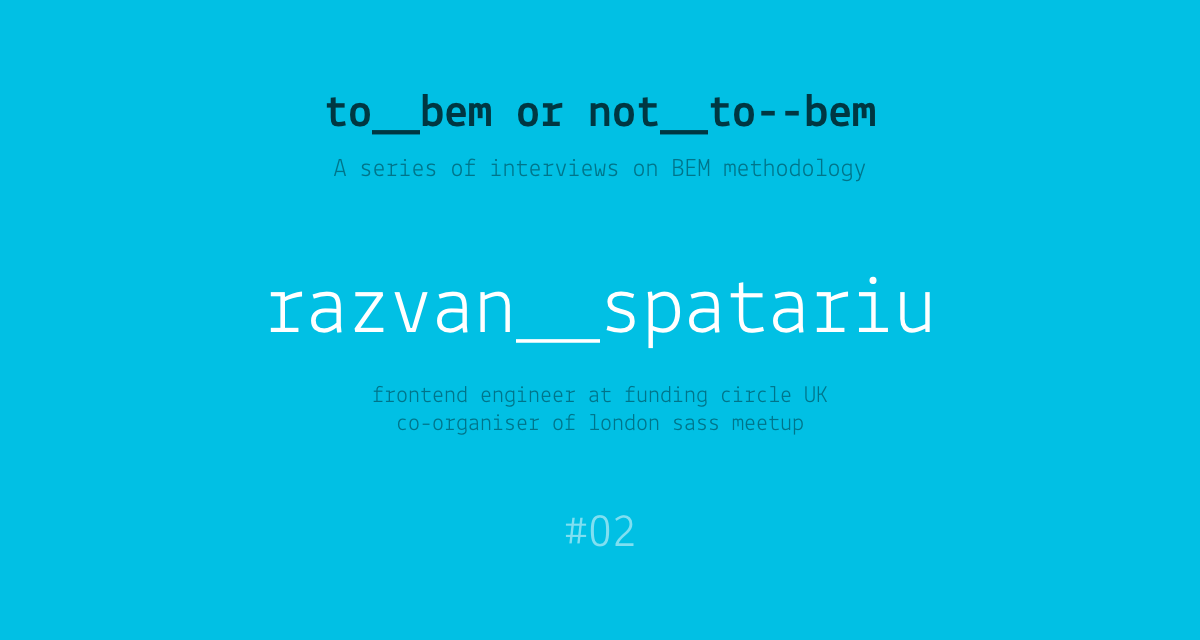 to__bem or not__to--bem
A series of interviews on BEM methodology
razvan__spatariu
frontend engineer at funding circle UK
co-organiser of london sass meetup
#02